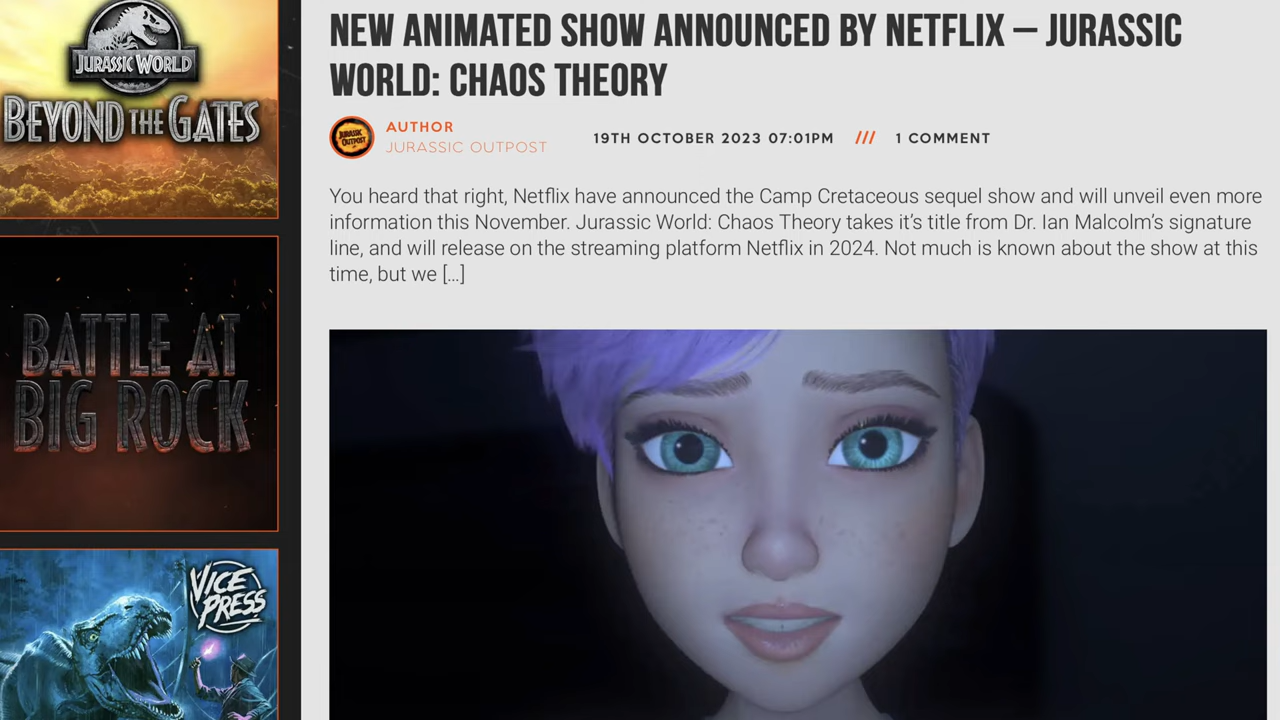 JURASSIC WORLD
BEYOND THE GATES
BATTLE AT
BIG ROCK
VICE
PRESS
NEW ANIMATED SHOW ANNOUNCED BY NETFLIX – JURASSIC
WORLD: CHAOS THEORY
JURASSIC
OUTPOST
AUTHOR
JURASSIC OUTPOST
19TH OCTOBER 2023 07:01PM /// 1 COMMENT
You heard that right, Netflix have announced the Camp Cretaceous sequel show and will unveil even more
information this November. Jurassic World: Chaos Theory takes it’s title from Dr. Ian Malcolm’s signature
line, and will release on the streaming platform Netflix in 2024. Not much is known about the show at this
time, but we [...]